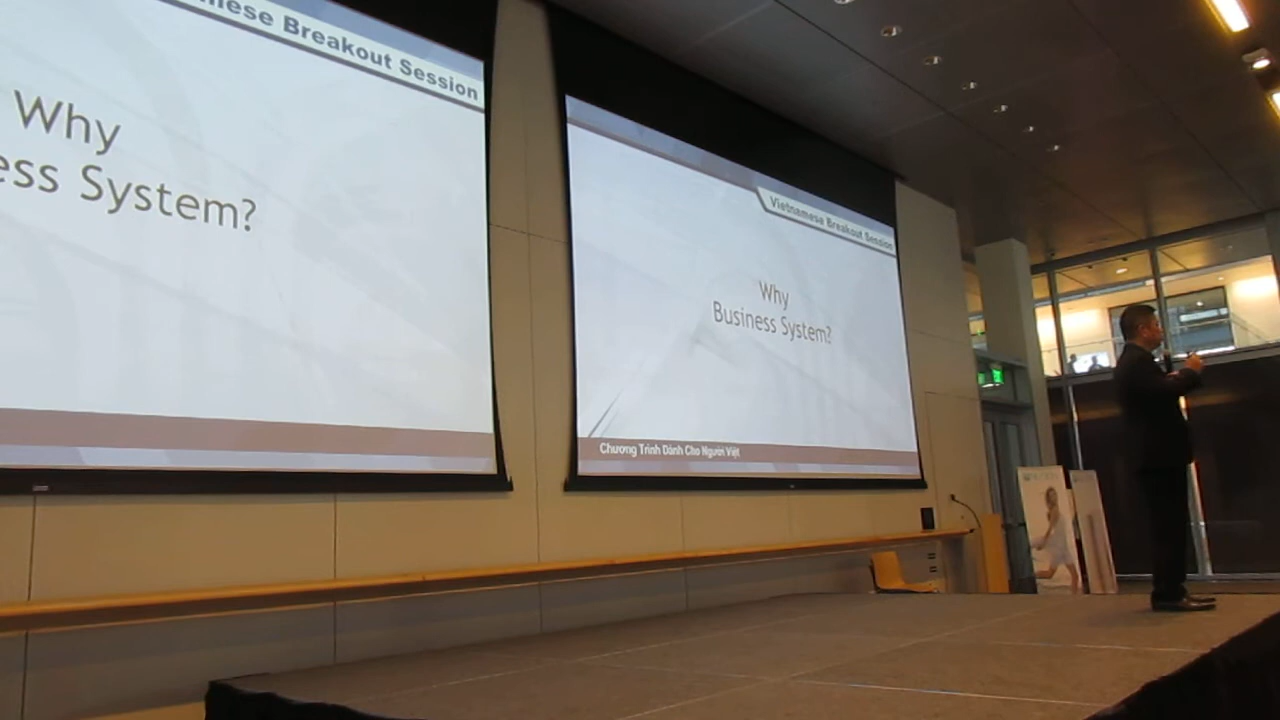 mese Breakout Session
Why
ess System?
Vietnamese Breakout Session
Why
Business System?
Chương Trình Dành Cho Người Việt